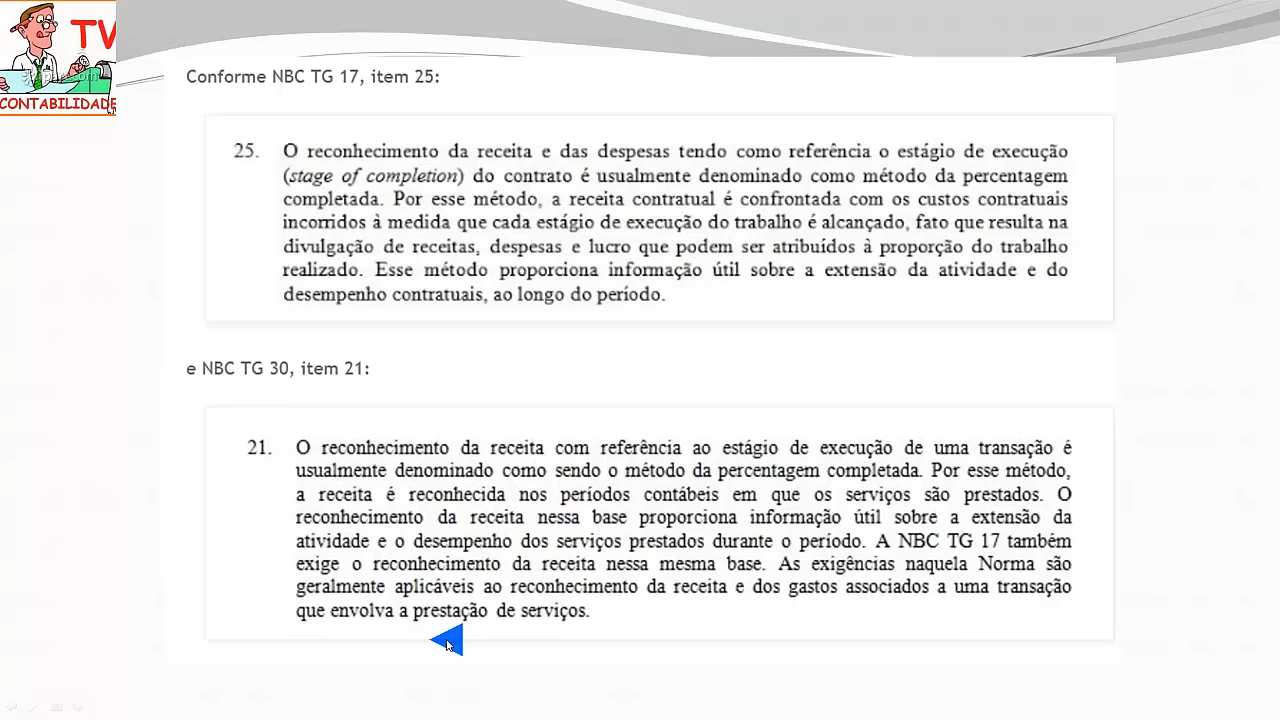 TV
CONTABILIDADE
Conforme NBC TG 17, item 25:
25. O reconhecimento da receita e das despesas tendo como referência o estágio de execução
(stage of completion) do contrato é usualmente denominado como método da percentagem
completada. Por esse método, a receita contratual é confrontada com os custos contratuais
incorridos à medida que cada estágio de execução do trabalho é alcançado, fato que resulta na
divulgação de receitas, despesas e lucro que podem ser atribuídos à proporção do trabalho
realizado. Esse método proporciona informação útil sobre a extensão da atividade e do
desempenho contratuais, ao longo do período.
e NBC TG 30, item 21:
21. O reconhecimento da receita com referência ao estágio de execução de uma transação é
usualmente denominado como sendo o método da percentagem completada. Por esse método,
a receita é reconhecida nos períodos contábeis em que os serviços são prestados. O
reconhecimento da receita nessa base proporciona informação útil sobre a extensão da
atividade e o desempenho dos serviços prestados durante o período. A NBC TG 17 também
exige o reconhecimento da receita nessa mesma base. As exigências naquela Norma são
geralmente aplicáveis ao reconhecimento da receita e dos gastos associados a uma transação
que envolva a prestação de serviços.